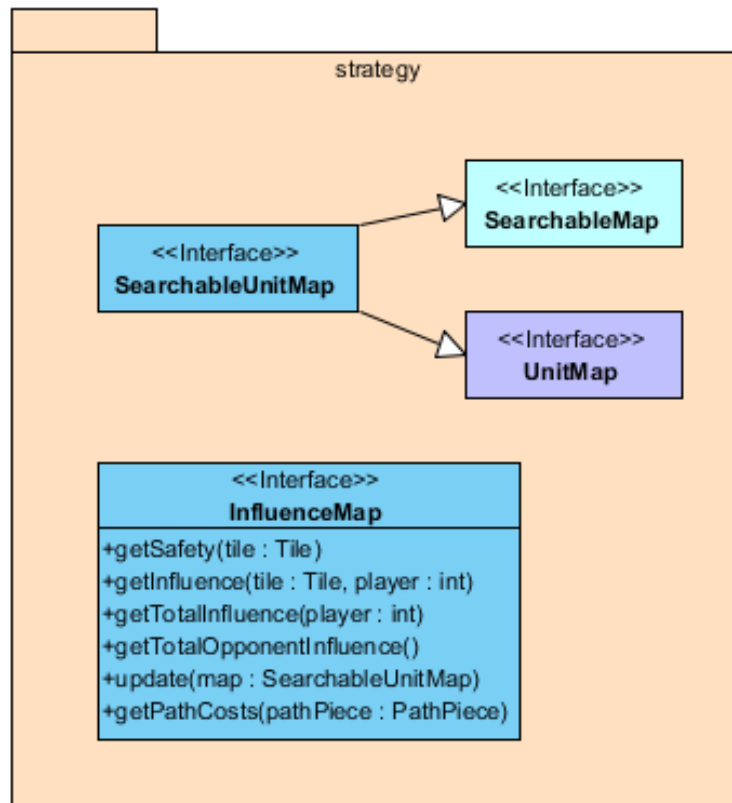 strategy
<<Interface>>
SearchableMap
<<Interface>>
SearchableUnitMap
<<Interface>>
UnitMap
<<Interface>>
InfluenceMap
+getSafety(tile : Tile)
+getInfluence(tile : Tile, player : int)
+getTotalInfluence(player : int)
+getTotalOpponentInfluence()
+update(map : SearchableUnitMap)
+getPathCosts(pathPiece : PathPiece)